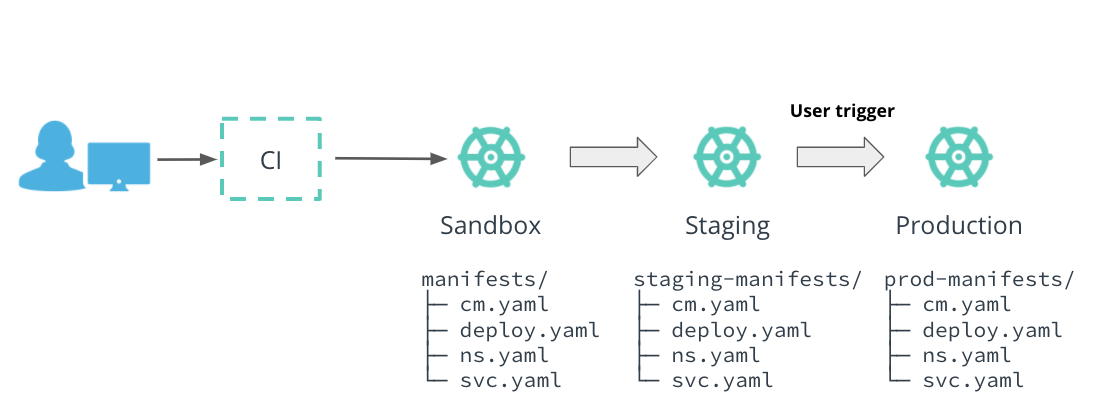 User trigger
CI
Sandbox
Staging
Production
manifests/
├── cm.yaml
├── deploy.yaml
├── ns.yaml
└── svc.yaml
staging-manifests/
├── cm.yaml
├── deploy.yaml
├── ns.yaml
└── svc.yaml
prod-manifests/
├── cm.yaml
├── deploy.yaml
├── ns.yaml
└── svc.yaml